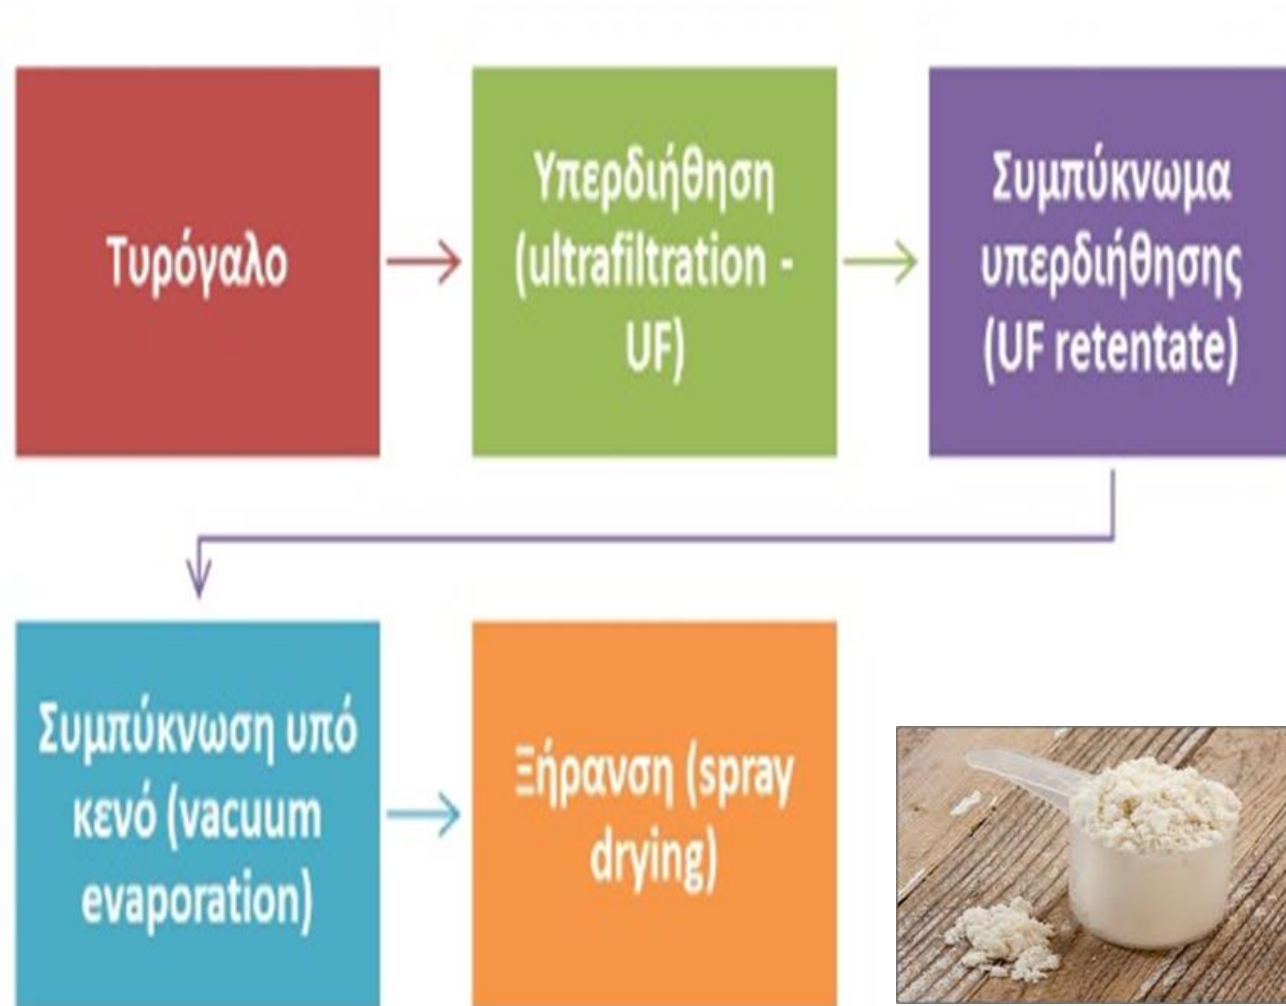 Τυρόγαλο
Υπερδιήθηση
(ultrafiltration -
UF)
Συμπύκνωμα
υπερδιήθησης
(UF retentate)
Συμπύκνωση υπό
κενό (vacuum
evaporation)
Ξήρανση (spray
drying)